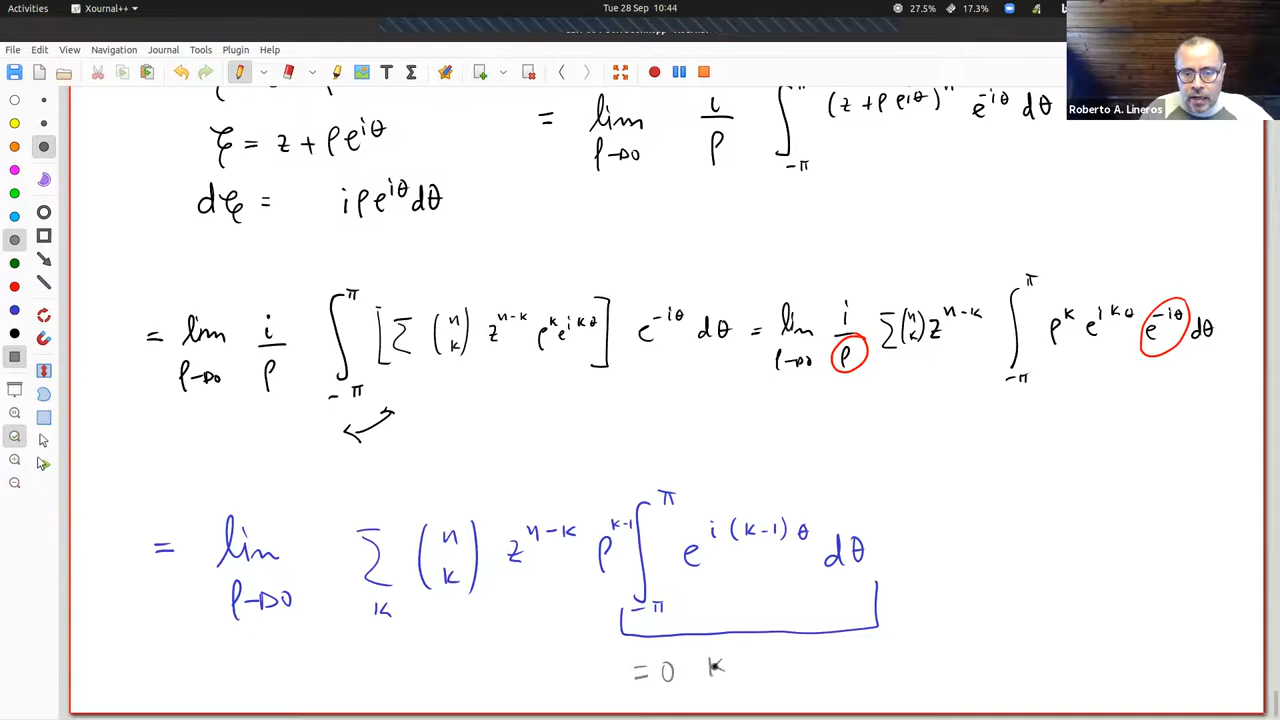 Activities Xournal++ Tue 28 Sep 10:44 27.5% 17.3%
File Edit View Navigation Journal Tools Plugin Help
Roberto A. Lineros
ζ = z + ρe^{iθ}
dζ = iρe^{iθ}dθ
= lim_{ρ→0} i/ρ ∫_{-π}^{π} (z + ρe^{iθ})^n e^{-iθ} dθ
= lim_{ρ→0} i/ρ ∫_{-π}^{π} [Σ (n k) z^{n-k} ρ^k e^{ikθ}] e^{-iθ} dθ = lim_{ρ→0} i/ρ Σ (n k) z^{n-k} ∫_{-π}^{π} ρ^k e^{ikθ} e^{-iθ} dθ
= lim_{ρ→0} Σ_k (n k) z^{n-k} ρ^{k-1} ∫_{-π}^{π} e^{i(k-1)θ} dθ
= 0 k